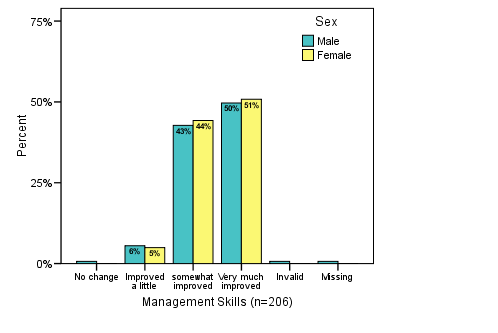 Sex
Male
Female
75%
50%
25%
0%
Percent
6%
5%
43%
44%
50%
51%
No change
Improved
a little
somewhat
improved
Very much
improved
Invalid
Missing
Management Skills (n=206)